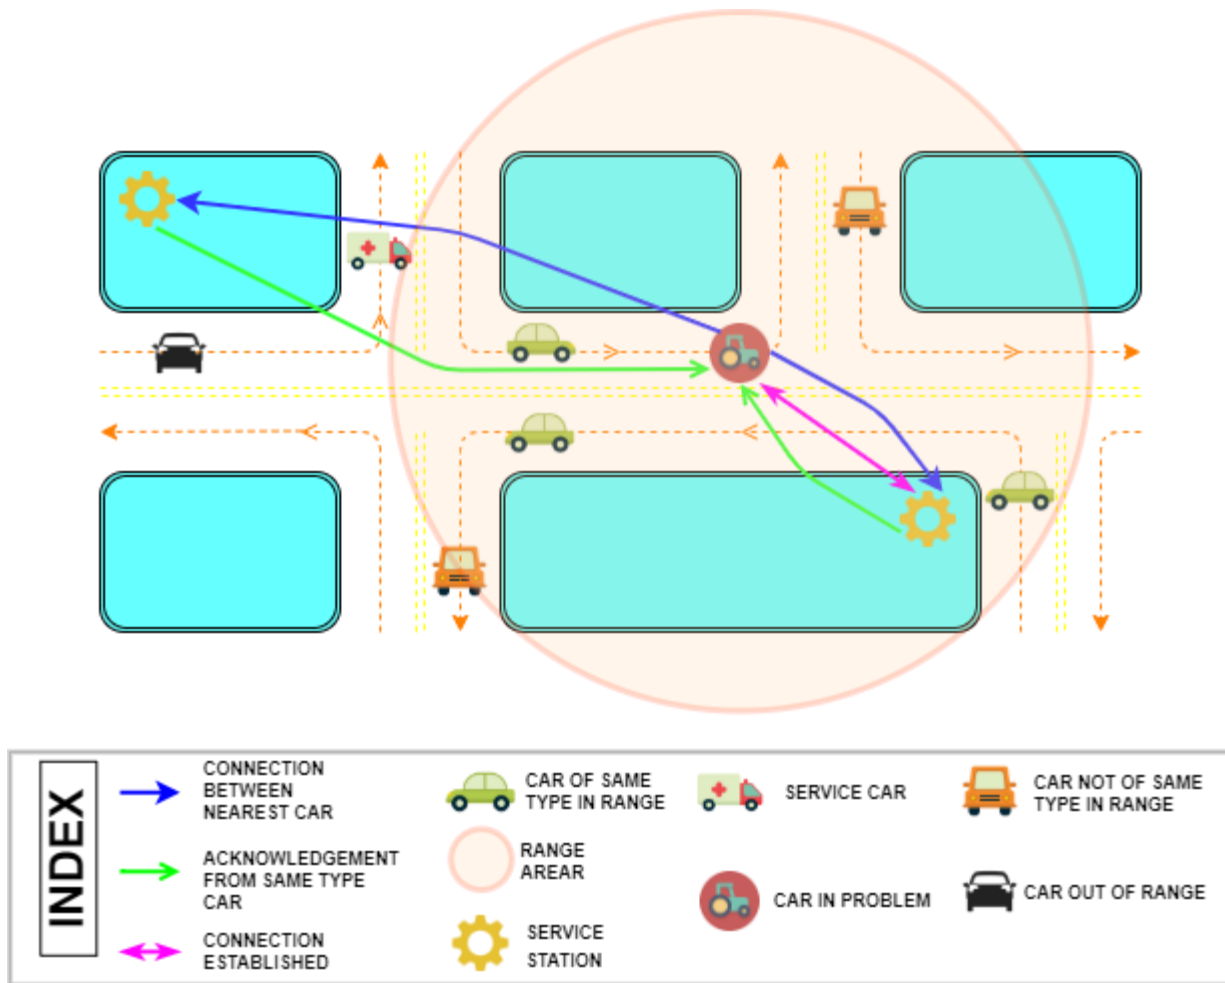 INDEX
CONNECTION
BETWEEN
NEAREST CAR
ACKNOWLEDGEMENT
FROM SAME TYPE
CAR
CONNECTION
ESTABLISHED
CAR OF SAME
TYPE IN RANGE
RANGE
AREAR
SERVICE
STATION
SERVICE CAR
CAR IN PROBLEM
CAR NOT OF SAME
TYPE IN RANGE
CAR OUT OF RANGE